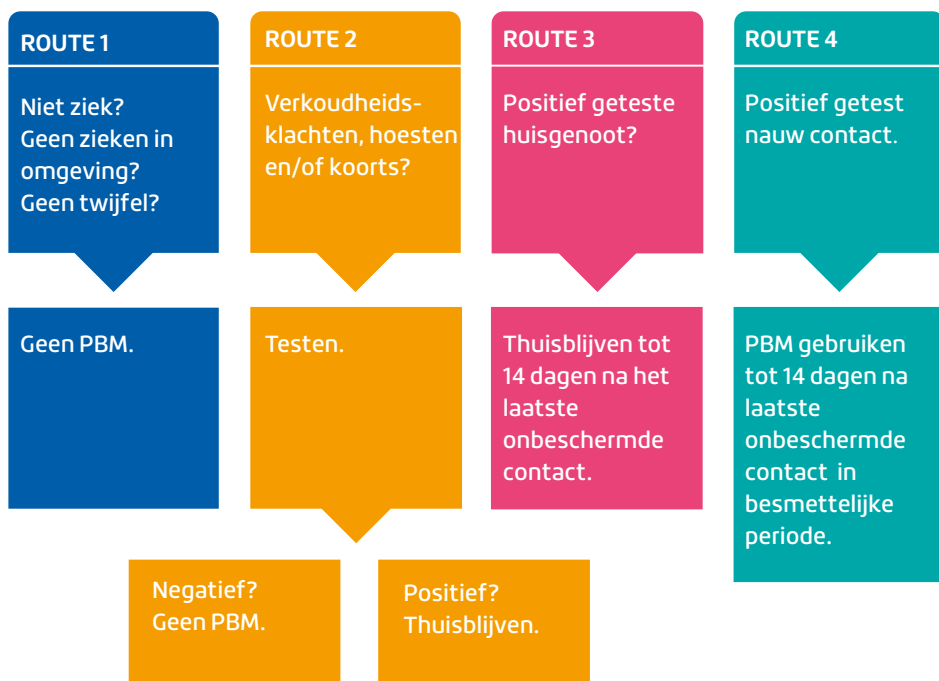 ROUTE 1
Niet ziek?
Geen zieken in
omgeving?
Geen twijfel?
Geen PBM.
ROUTE 2
Verkoudheids-
klachten, hoesten
en/of koorts?
Testen.
Negatief?
Geen PBM.
Positief?
Thuisblijven.
ROUTE 3
Positief geteste
huisgenoot?
Thuisblijven tot
14 dagen na het
laatste
onbeschermde
contact.
ROUTE 4
Positief getest
nauw contact.
PBM gebruiken
tot 14 dagen na
laatste
onbeschermde
contact in
besmettelijke
periode.